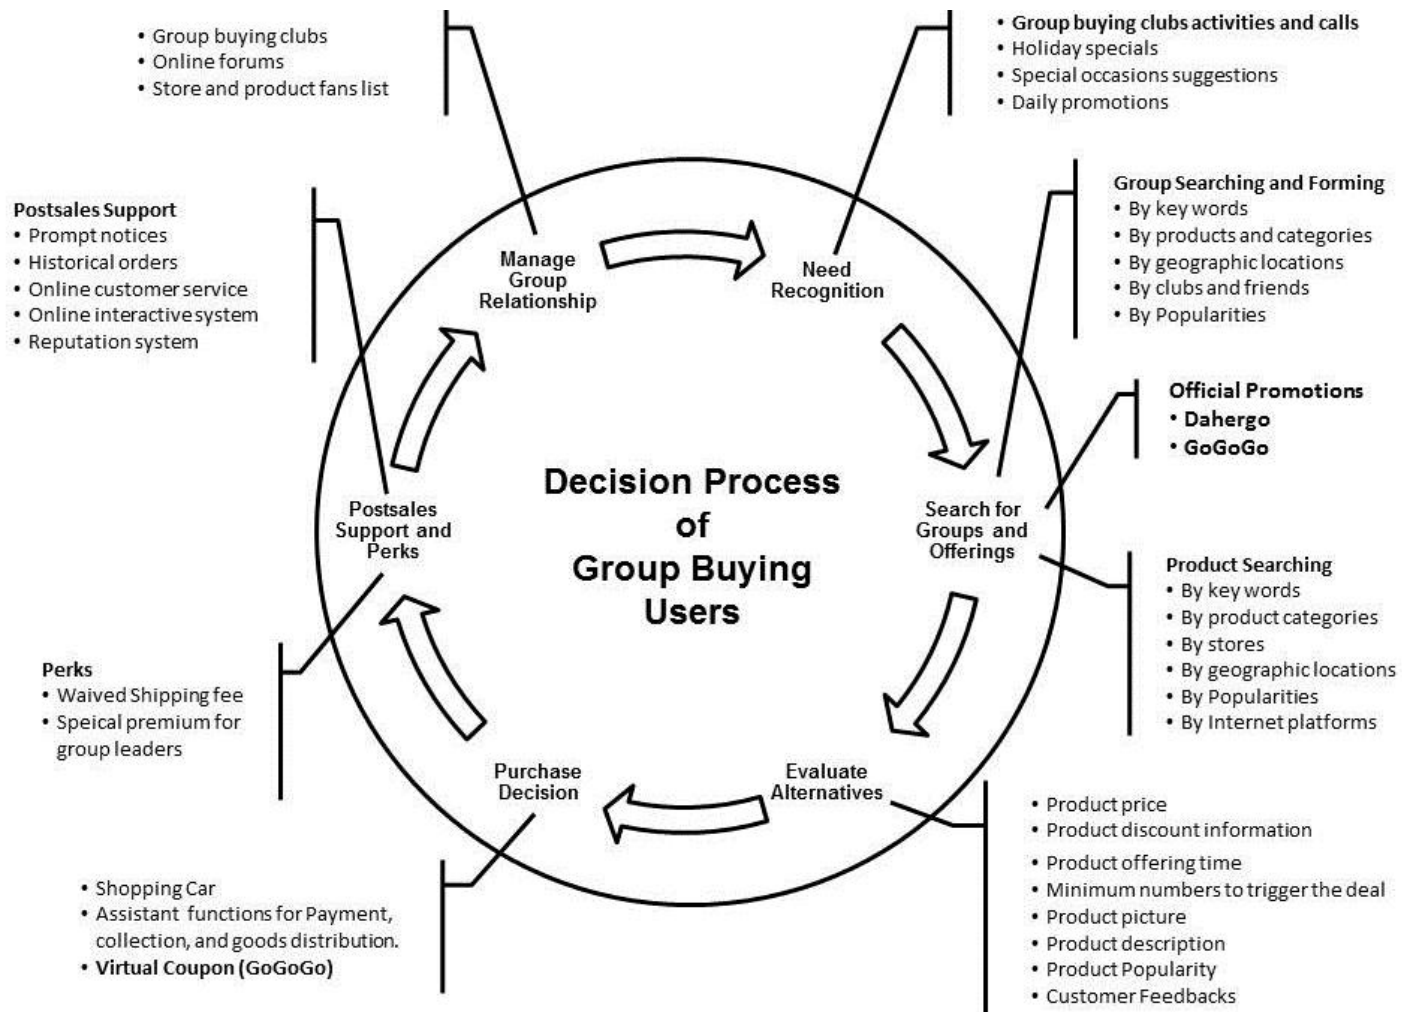 • Group buying clubs
• Online forums
• Store and product fans list
• Group buying clubs activities and calls
• Holiday specials
• Special occasions suggestions
• Daily promotions
Group Searching and Forming
• By key words
• By products and categories
• By geographic locations
• By clubs and friends
• By Popularities
Postsales Support
• Prompt notices
• Historical orders
• Online customer service
• Online interactive system
• Reputation system
Manage
Group
Relationship
Need
Recognition
Official Promotions
• Dahergo
• GoGoGo
Decision Process
of
Group Buying
Users
Postsales
Support and
Perks
Search for
Groups and
Offerings
Product Searching
• By key words
• By product categories
• By stores
• By geographic locations
• By Popularities
• By Internet platforms
Perks
• Waived Shipping fee
• Speical premium for
group leaders
Purchase
Decision
Evaluate
Alternatives
• Product price
• Product discount information
• Product offering time
• Minimum numbers to trigger the deal
• Product picture
• Product description
• Product Popularity
• Customer Feedbacks
• Shopping Car
• Assistant functions for Payment,
collection, and goods distribution.
• Virtual Coupon (GoGoGo)